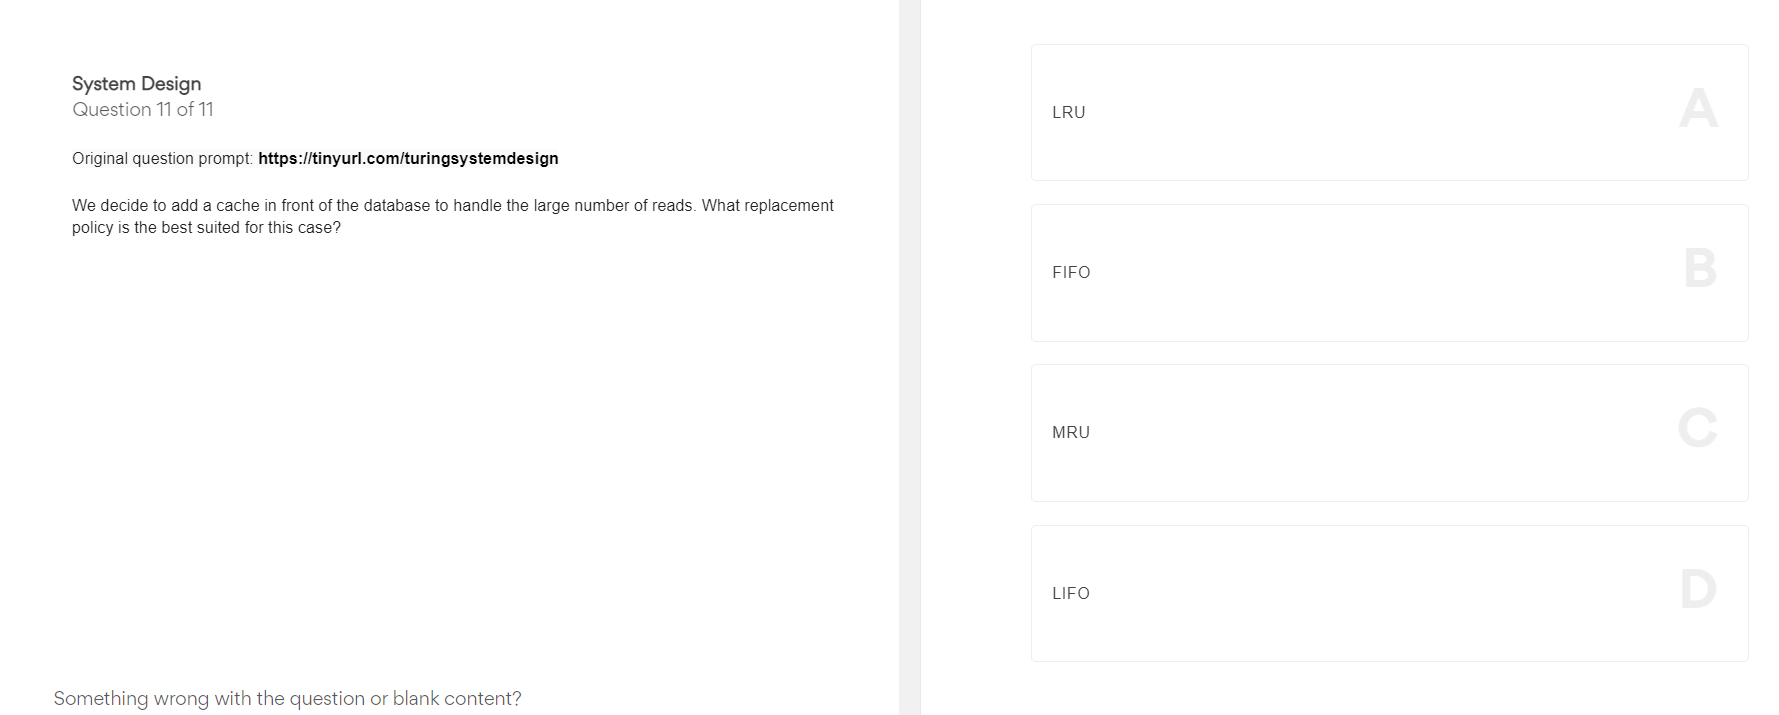 System Design
Question 11 of 11
Original question prompt: https://tinyurl.com/turingsystemdesign
We decide to add a cache in front of the database to handle the large number of reads. What replacement
policy is the best suited for this case?
Something wrong with the question or blank content?
LRU
A
FIFO
B
MRU
C
LIFO
D